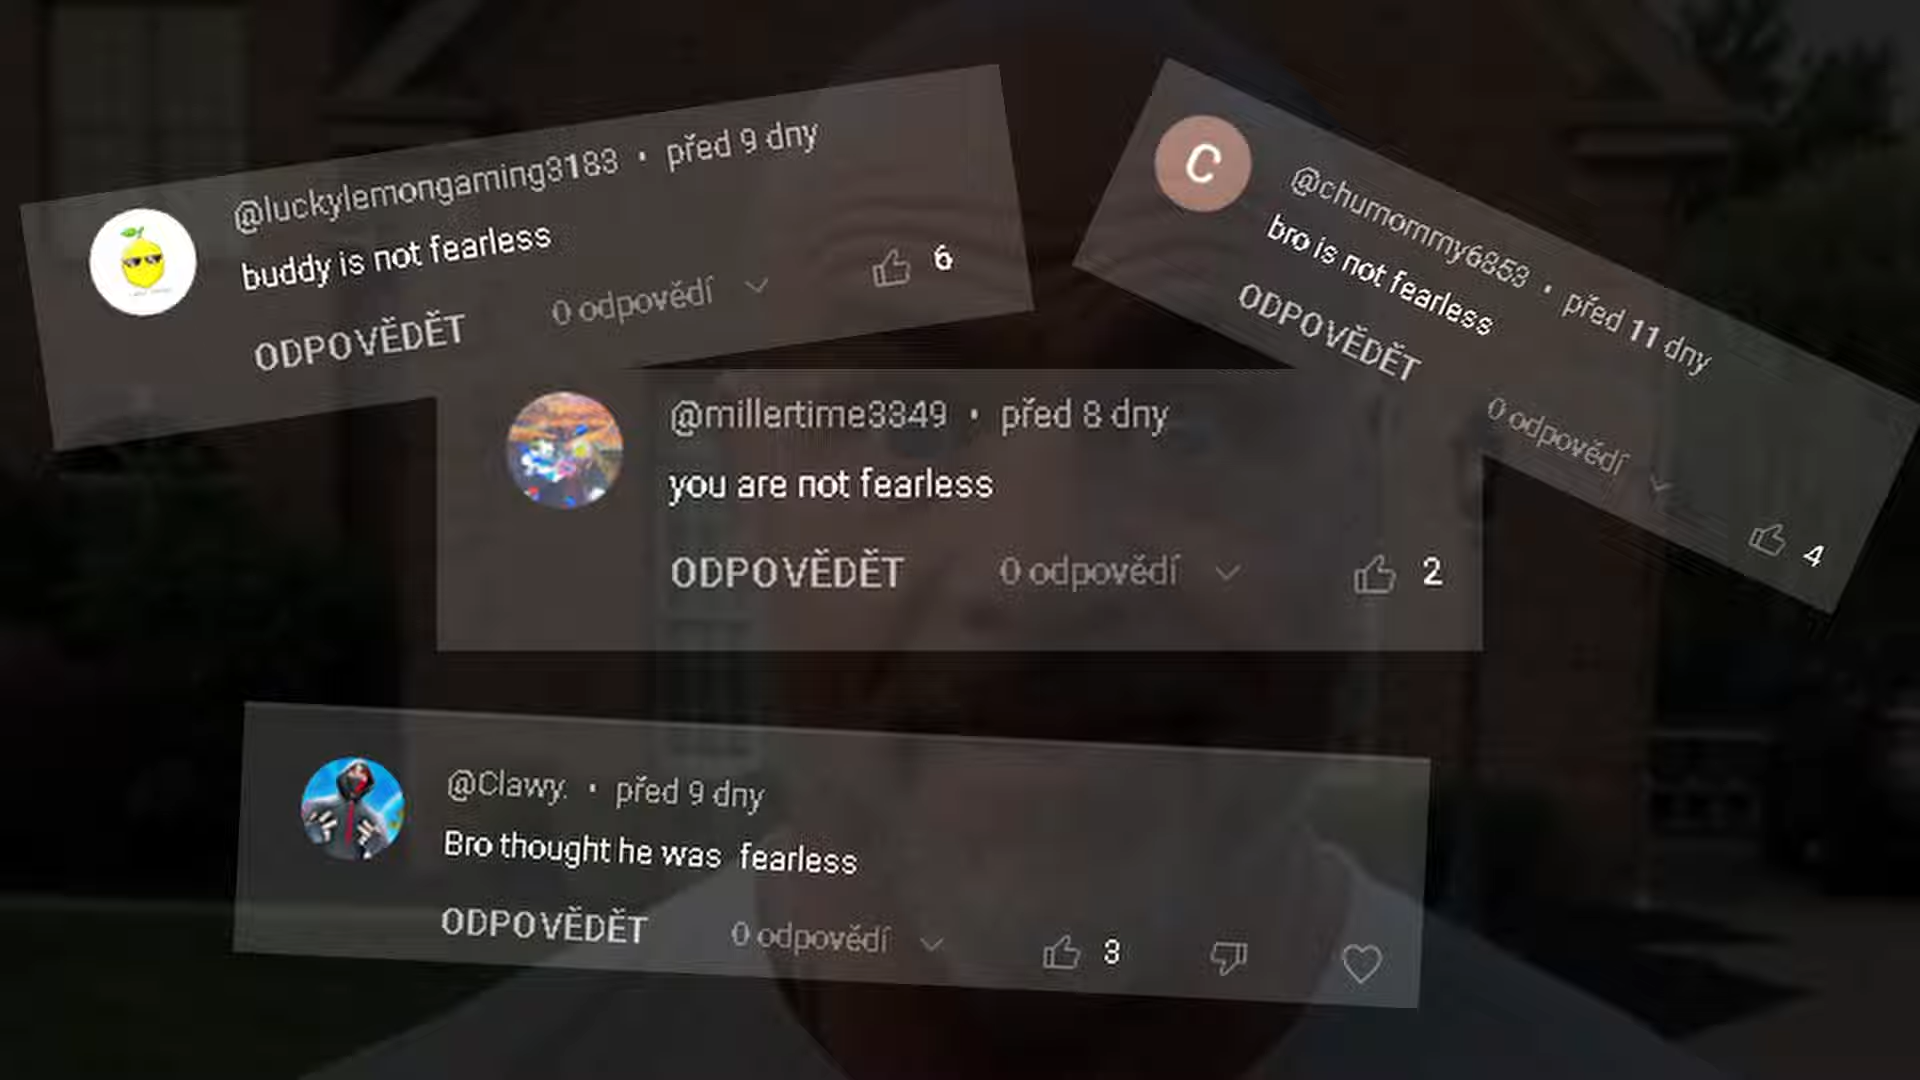 @luckylemongaming3183 • před 9 dny
buddy is not fearless
ODPOVĚDĚT 0 odpovědí 6
C
@chumommy6853 • před 11 dny
bro is not fearless
ODPOVĚDĚT 0 odpovědí 4
@millertime3349 • před 8 dny
you are not fearless
ODPOVĚDĚT 0 odpovědí 2
@Clawy. • před 9 dny
Bro thought he was fearless
ODPOVĚDĚT 0 odpovědí 3